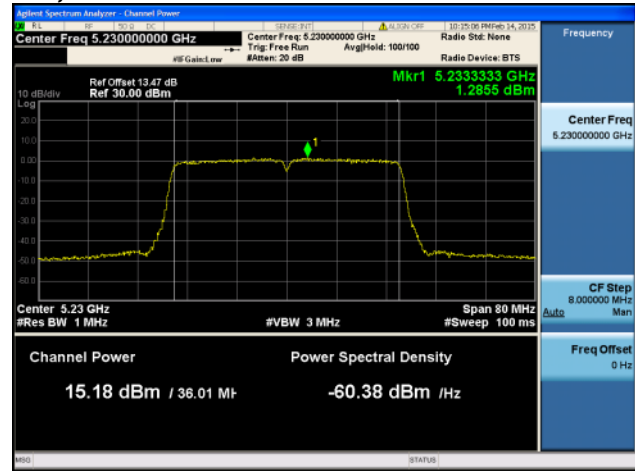 Agilent Spectrum Analyzer - Channel Power
RL RF 50 Ω DC SENSE:INT ALIGN OFF 10:15:06 PM Feb 14, 2015
Center Freq 5.230000000 GHz
Center Freq: 5.230000000 GHz
Radio Std: None
Trig: Free Run Avg|Hold: 100/100
#IFGain:Low #Atten: 20 dB Radio Device: BTS
Frequency
Mkr1 5.2333333 GHz
1.2855 dBm
Ref Offset 13.47 dB
10 dB/div Ref 30.00 dBm
Log
20.0
10.0
0.00
-10.0
-20.0
-30.0
-40.0
-50.0
-60.0
1
Center Freq
5.230000000 GHz
Center 5.23 GHz Span 80 MHz
#Res BW 1 MHz #VBW 3 MHz #Sweep 100 ms
CF Step
8.000000 MHz
Auto Man
Freq Offset
0 Hz
Channel Power Power Spectral Density
15.18 dBm / 36.01 MH -60.38 dBm /Hz
MSG STATUS